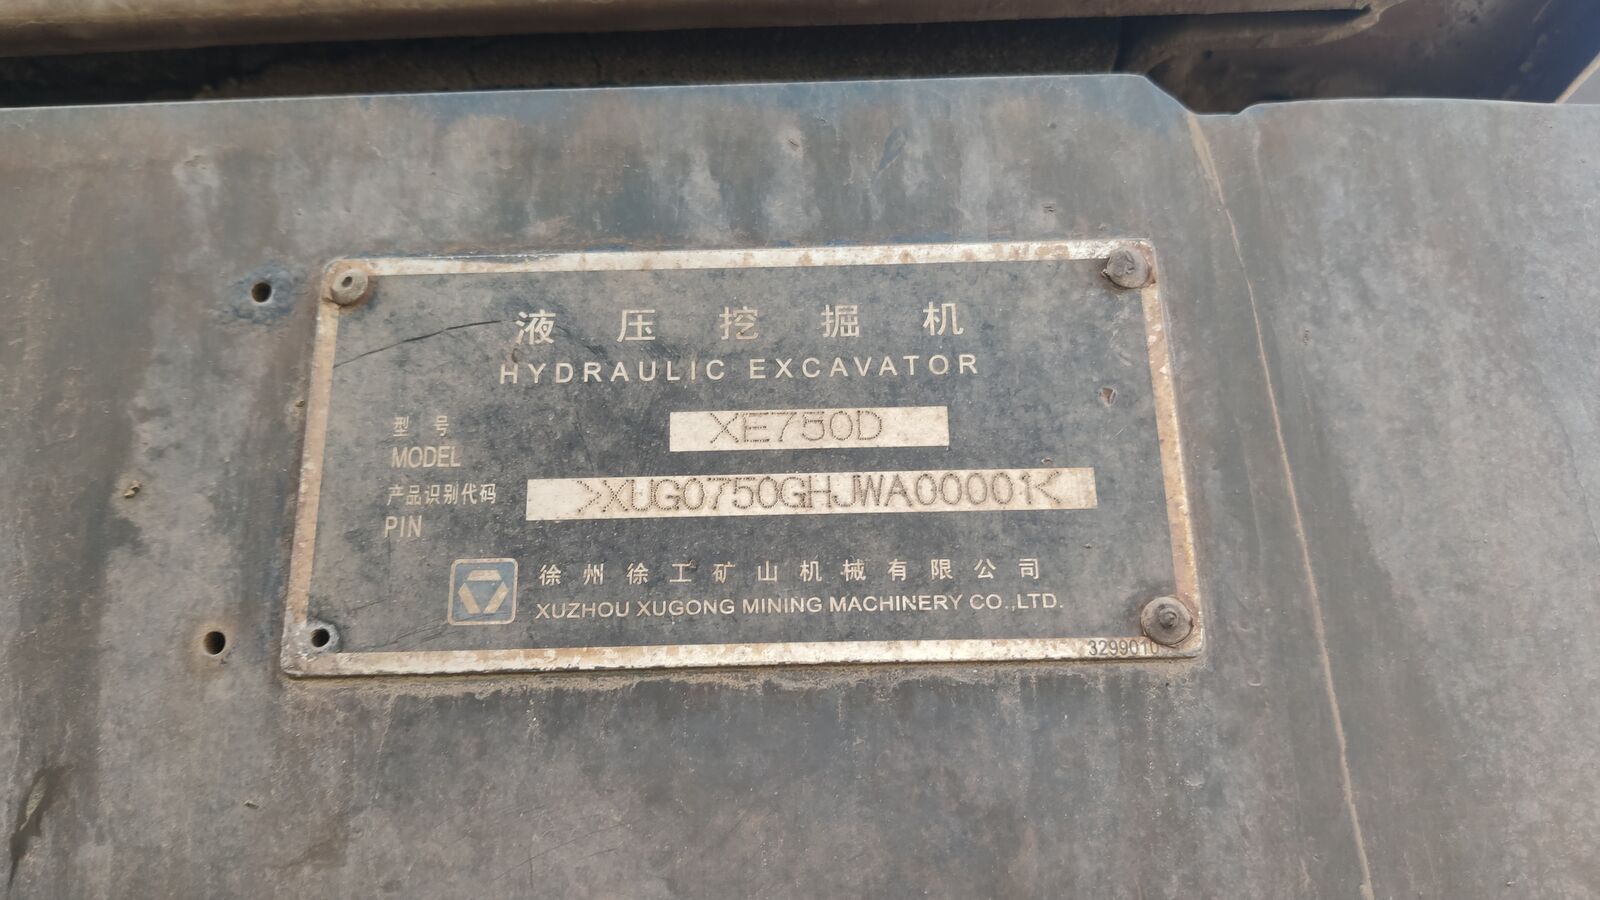 液压挖掘机
HYDRAULIC EXCAVATOR
型号 XE750D
MODEL
产品识别代码 >XUG0750GHJWA00001<
PIN
徐州徐工矿山机械有限公司
XUZHOU XUGONG MINING MACHINERY CO.,LTD.